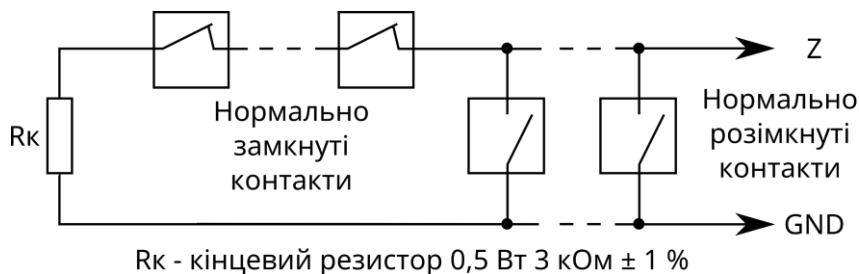 Z
Нормально
замкнуті
контакти
Нормально
розімкнуті
контакти
Rк
GND
Rк - кінцевий резистор 0,5 Вт 3 кОм ± 1 %